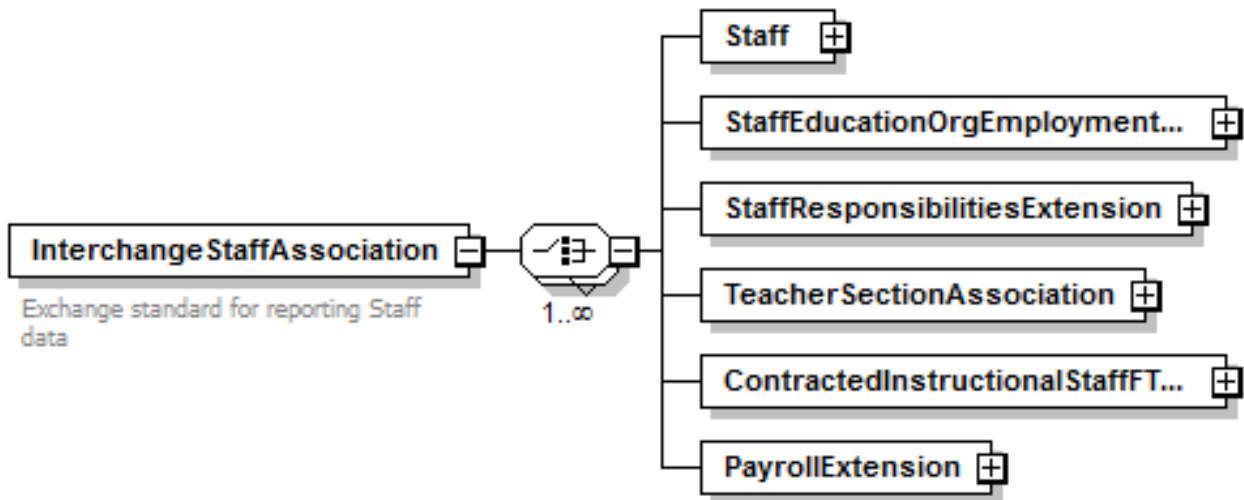 Staff
StaffEducationOrgEmployment...
StaffResponsibilitiesExtension
InterchangeStaffAssociation
Exchange standard for reporting Staff
data
1..∞
TeacherSectionAssociation
ContractedInstructionalStaffFT...
PayrollExtension